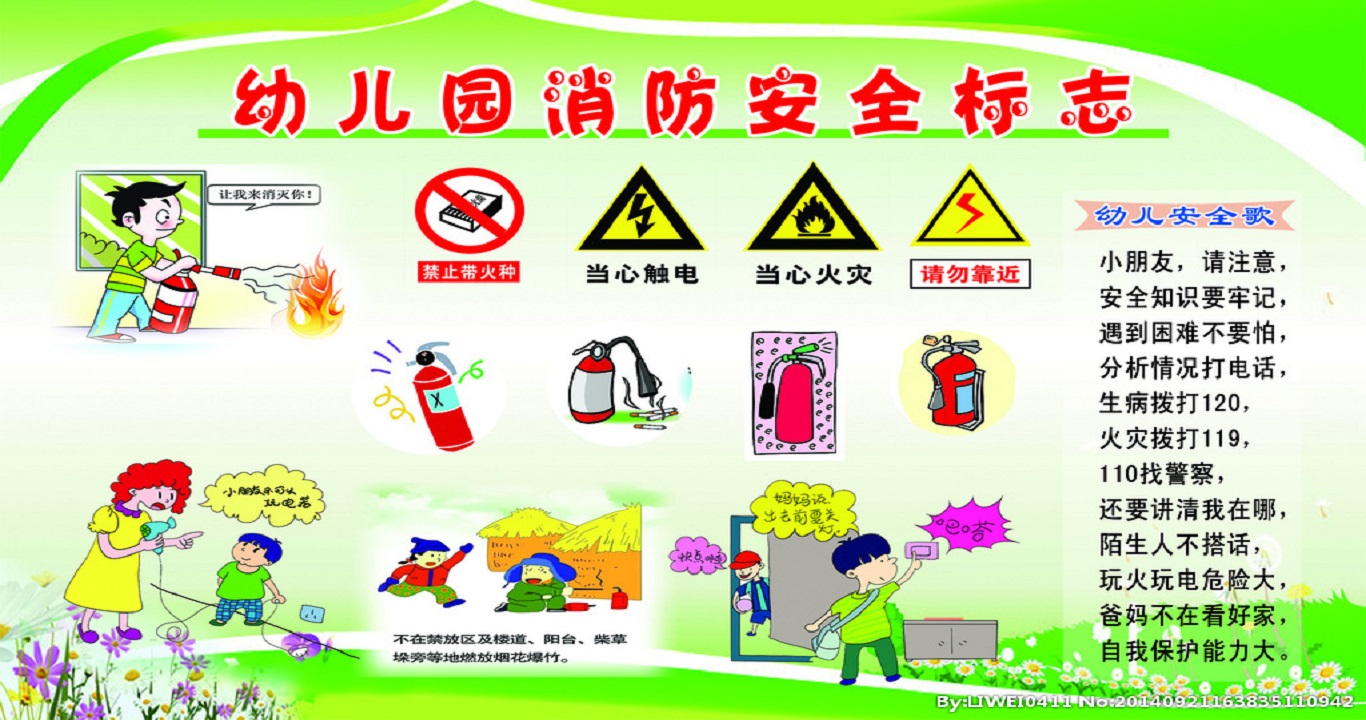 幼儿园消防安全标志
让我来消灭你！
禁止带火种
当心触电
当心火灾
请勿靠近
幼儿安全歌
小朋友，请注意，
安全知识要牢记，
遇到困难不要怕，
分析情况打电话，
生病拨打120，
火灾拨打119，
110找警察，
还要讲清我在哪，
陌生人不搭话，
玩火玩电危险大，
爸妈不在看好家，
自我保护能力大。
X
小朋友不可以
玩电器
不在禁放区及楼道、阳台、柴草
垛旁等地燃放烟花爆竹。
快点啦
妈妈说
出去前要关
灯
吧嗒
By:LIWEI0411 No:20140921163835110942